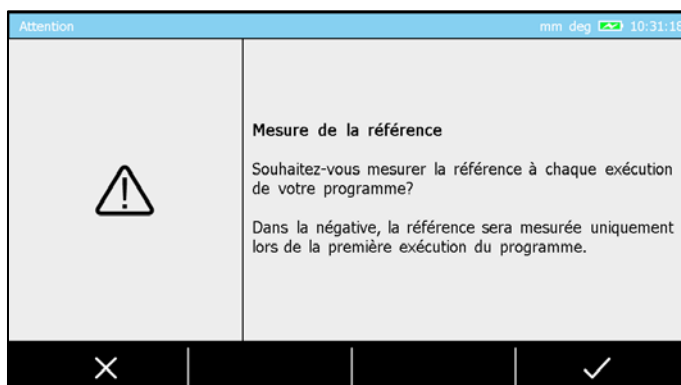 Attention
mm deg 10:31:18
Mesure de la référence
Souhaitez-vous mesurer la référence à chaque exécution
de votre programme?
Dans la négative, la référence sera mesurée uniquement
lors de la première exécution du programme.